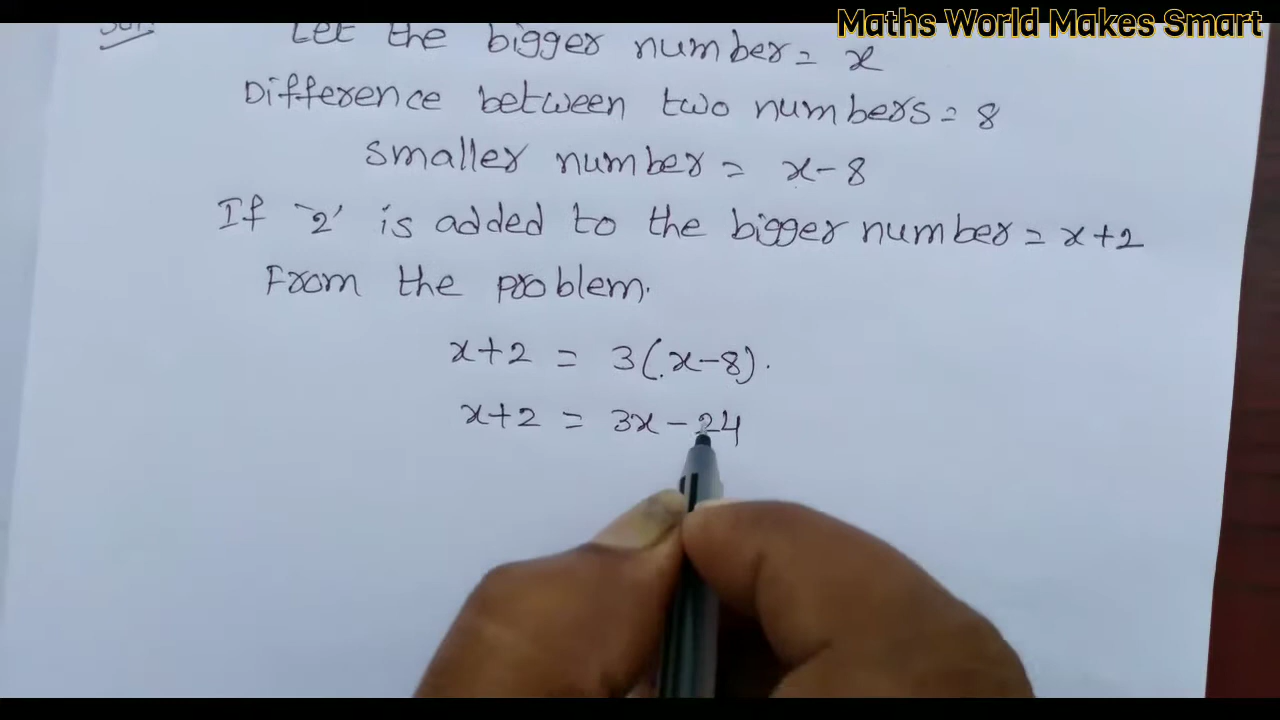 Maths World Makes Smart
Sol
Let the bigger number = x
Difference between two numbers = 8
Smaller number = x-8
If '2' is added to the bigger number = x+2
From the problem.
x+2 = 3(x-8).
x+2 = 3x-24